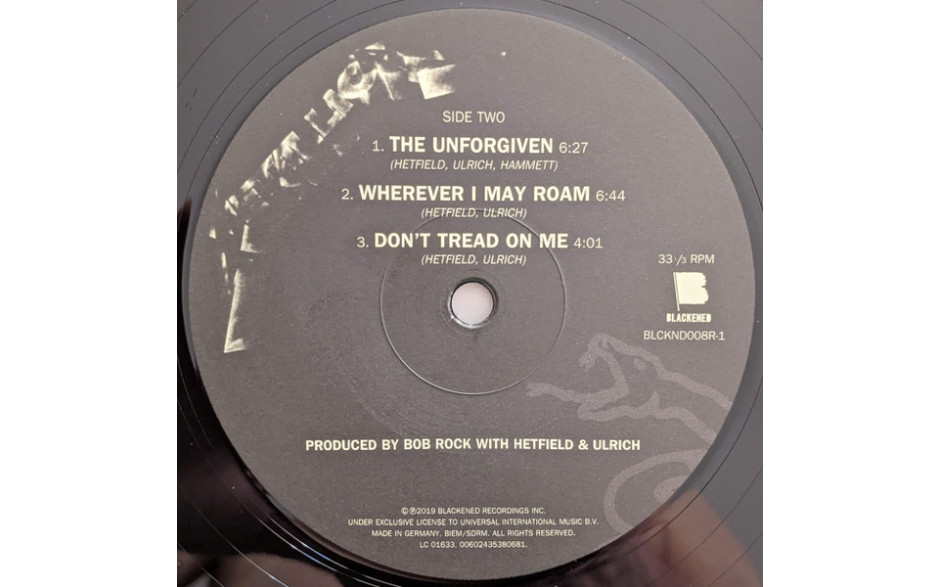 METALLICA
SIDE TWO
1. THE UNFORGIVEN 6:27
(HETFIELD, ULRICH, HAMMETT)
2. WHEREVER I MAY ROAM 6:44
(HETFIELD, ULRICH)
3. DON'T TREAD ON ME 4:01
(HETFIELD, ULRICH)
33 1/3 RPM
B
BLACKENED
BLCKND008R-1
PRODUCED BY BOB ROCK WITH HETFIELD & ULRICH
©℗2019 BLACKENED RECORDINGS INC.
UNDER EXCLUSIVE LICENSE TO UNIVERSAL INTERNATIONAL MUSIC B.V.
MADE IN GERMANY. BIEM/SDRM. ALL RIGHTS RESERVED.
LC 01633. 00602435380681.